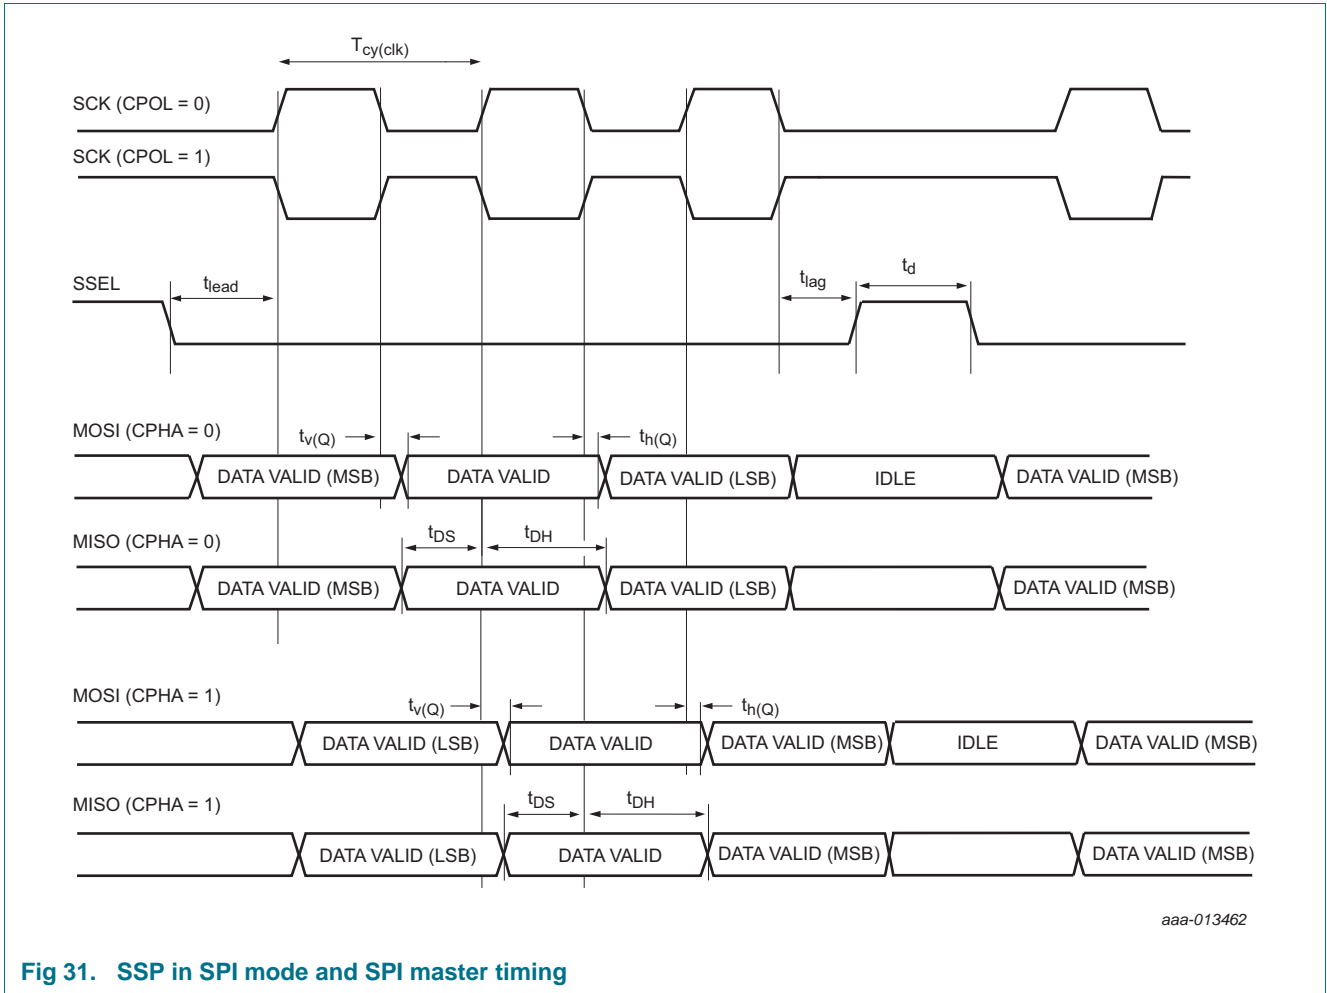 Tcy(clk)
SCK (CPOL = 0)
SCK (CPOL = 1)
SSEL
tlead
tlag
td
MOSI (CPHA = 0)
tv(Q)
th(Q)
DATA VALID (MSB)
DATA VALID
DATA VALID (LSB)
IDLE
DATA VALID (MSB)
MISO (CPHA = 0)
tDS
tDH
DATA VALID (MSB)
DATA VALID
DATA VALID (LSB)
DATA VALID (MSB)
MOSI (CPHA = 1)
tv(Q)
th(Q)
DATA VALID (LSB)
DATA VALID
DATA VALID (MSB)
IDLE
DATA VALID (MSB)
MISO (CPHA = 1)
tDS
tDH
DATA VALID (LSB)
DATA VALID
DATA VALID (MSB)
DATA VALID (MSB)
aaa-013462
Fig 31. SSP in SPI mode and SPI master timing